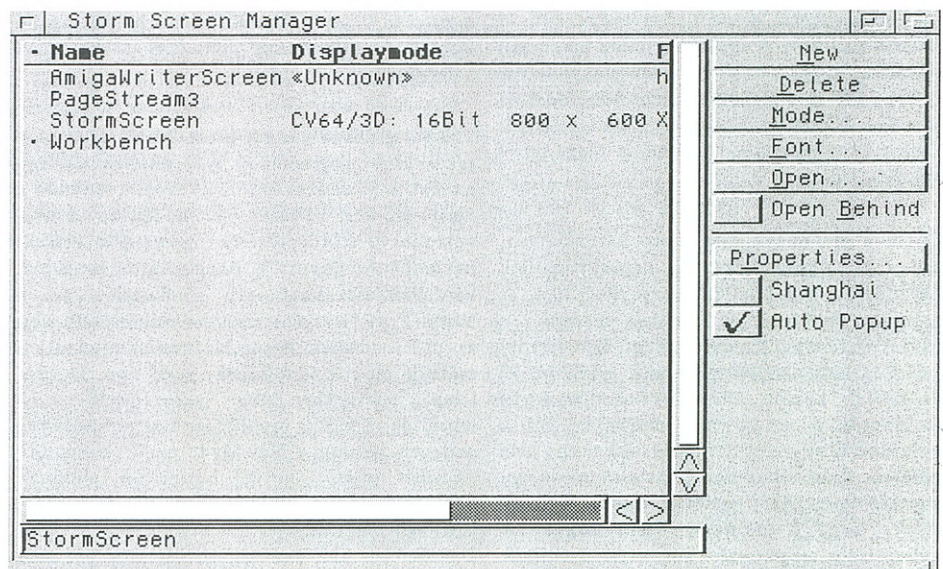 Storm Screen Manager
· Name Displaymode F
AmigaWriterScreen «Unknown» h
PageStream3
StormScreen CV64/3D: 16Bit 800 x 600 X
· Workbench
StormScreen
New
Delete
Mode...
Font...
Open...
Open Behind
Properties...
Shanghai
Auto Popup